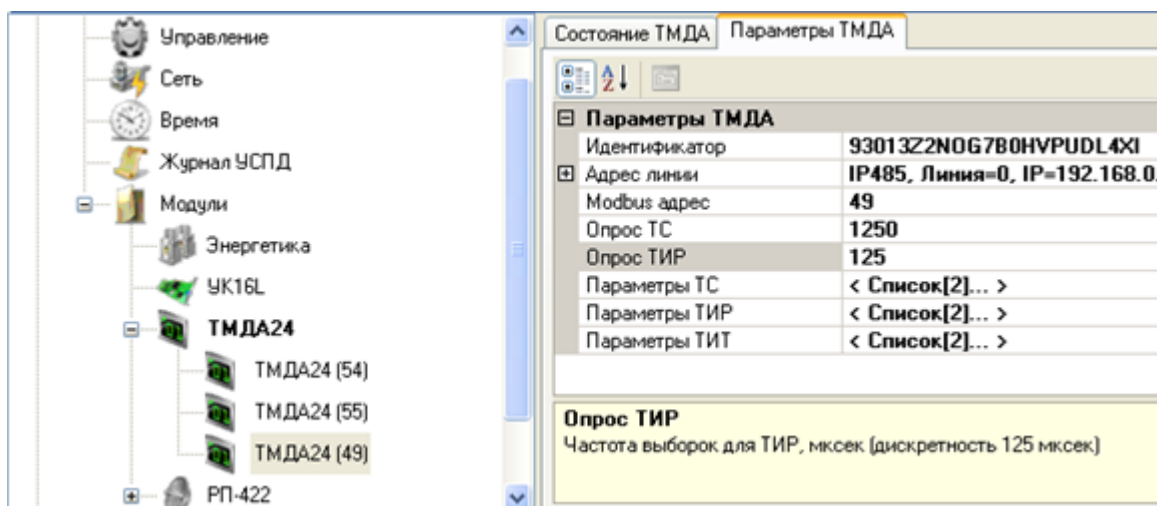 Управление
Сеть
Время
Журнал УСПД
Модули
Энергетика
УК16L
ТМДА24
ТМДА24 (54)
ТМДА24 (55)
ТМДА24 (49)
РП-422
Состояние ТМДА
Параметры ТМДА
Параметры ТМДА
Идентификатор 93013Z2NOG7B0HVPUDL4XI
Адрес линии IP485, Линия=0, IP=192.168.0.
Modbus адрес 49
Опрос ТС 1250
Опрос ТИР 125
Параметры ТС < Список[2]... >
Параметры ТИР < Список[2]... >
Параметры ТИТ < Список[2]... >
Опрос ТИР
Частота выборок для ТИР, мксек (дискретность 125 мксек)